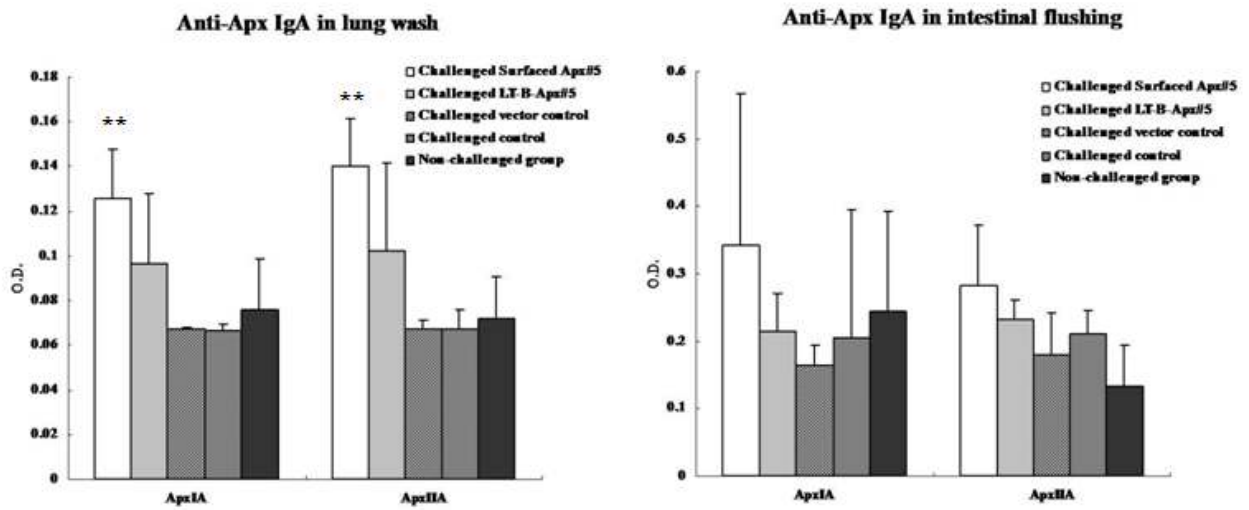 Anti-Apx IgA in lung wash
0.18
0.16
0.14
0.12
0.1
0.08
0.06
0.04
0.02
0
O.D.
**
**
Challenged Surfaced Apx#5
Challenged LT-B-Apx#5
Challenged vector control
Challenged control
Non-challenged group
ApxIA
ApxIIA
Anti-Apx IgA in intestinal flushing
0.6
0.5
0.4
0.3
0.2
0.1
0
O.D.
Challenged Surfaced Apx#5
Challenged LT-B-Apx#5
Challenged vector control
Challenged control
Non-challenged group
ApxIA
ApxIIA